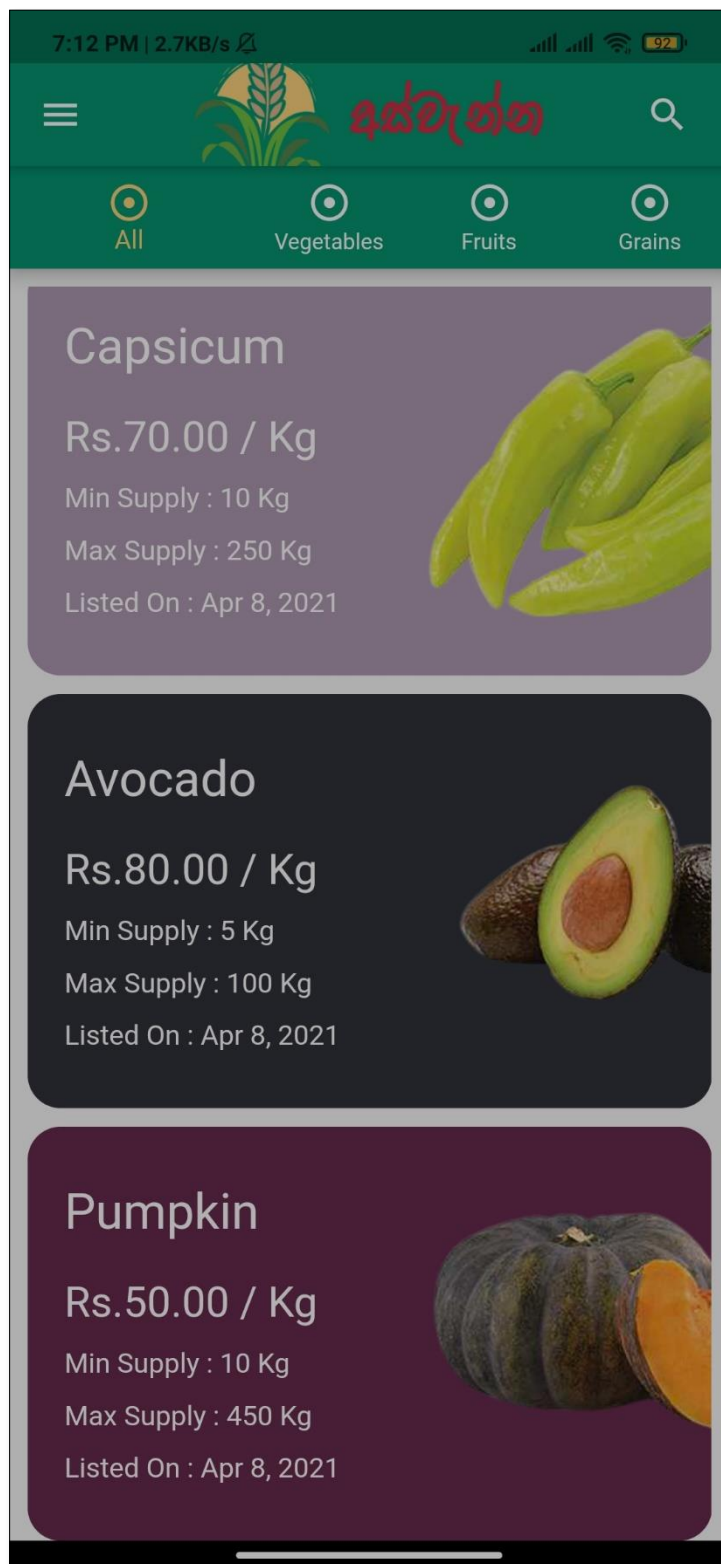 7:12 PM | 2.7KB/s
92
අස්වැන්න
All
Vegetables
Fruits
Grains
Capsicum
Rs.70.00 / Kg
Min Supply : 10 Kg
Max Supply : 250 Kg
Listed On : Apr 8, 2021
Avocado
Rs.80.00 / Kg
Min Supply : 5 Kg
Max Supply : 100 Kg
Listed On : Apr 8, 2021
Pumpkin
Rs.50.00 / Kg
Min Supply : 10 Kg
Max Supply : 450 Kg
Listed On : Apr 8, 2021